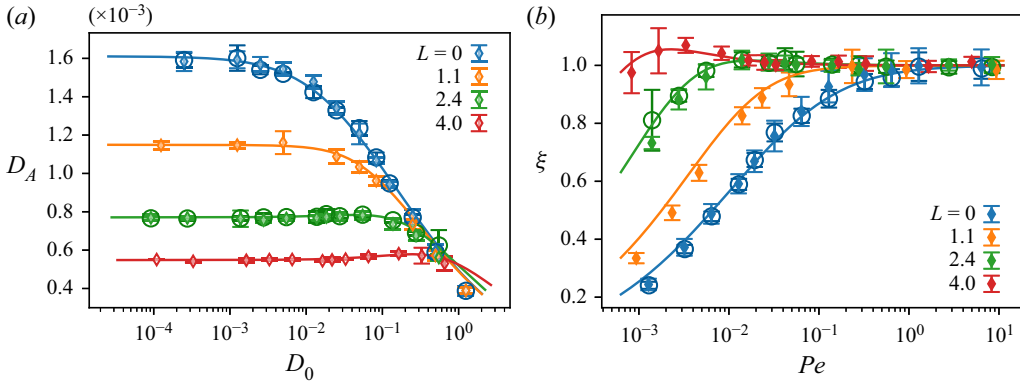 (a) (×10⁻³)
1.6
1.4
1.2
1.0
0.8
0.6
0.4
D_A
L = 0
1.1
2.4
4.0
10⁻⁴ 10⁻³ 10⁻² 10⁻¹ 10⁰
D₀
(b)
1.0
0.8
0.6
0.4
0.2
ξ
L = 0
1.1
2.4
4.0
10⁻³ 10⁻² 10⁻¹ 10⁰ 10¹
Pe